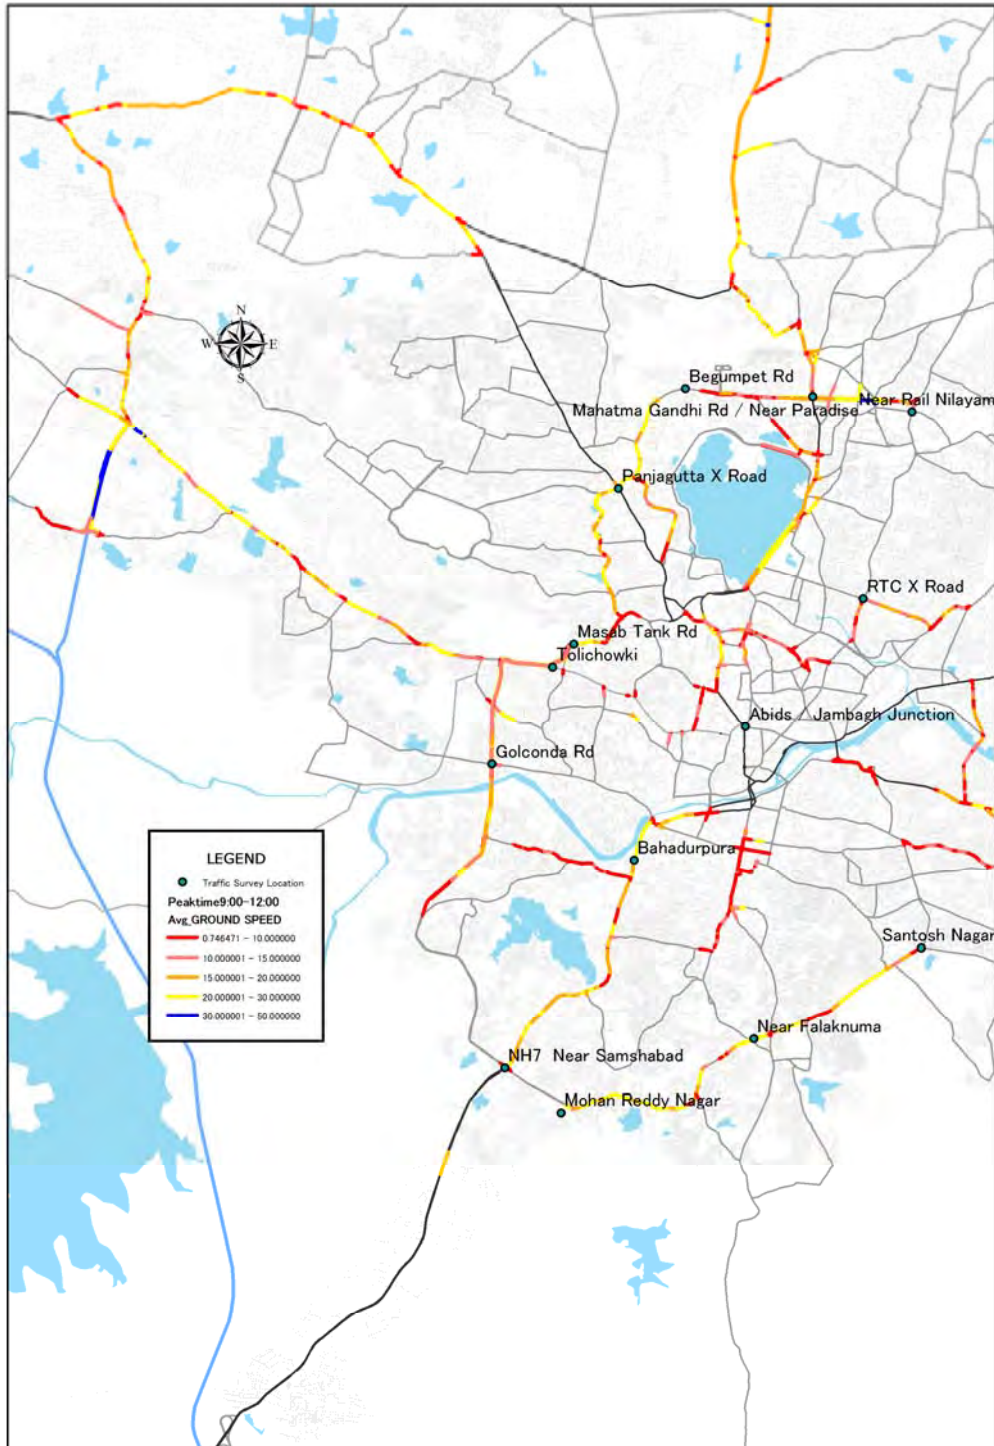 N
W E
S
Begumpet Rd
Mahatma Gandhi Rd / Near Paradise
Near Rail Nilayam
Panjagutta X Road
RTC X Road
Masab Tank Rd
Tolichowki
Abids / Jambagh Junction
Golconda Rd
Bahadurpura
Santosh Nagar
Near Falaknuma
NH7 Near Samshabad
Mohan Reddy Nagar
LEGEND
Traffic Survey Location
Peaktime9:00-12:00
Avg_GROUND SPEED
0.746471 - 10.000000
10.000001 - 15.000000
15.000001 - 20.000000
20.000001 - 30.000000
30.000001 - 50.000000